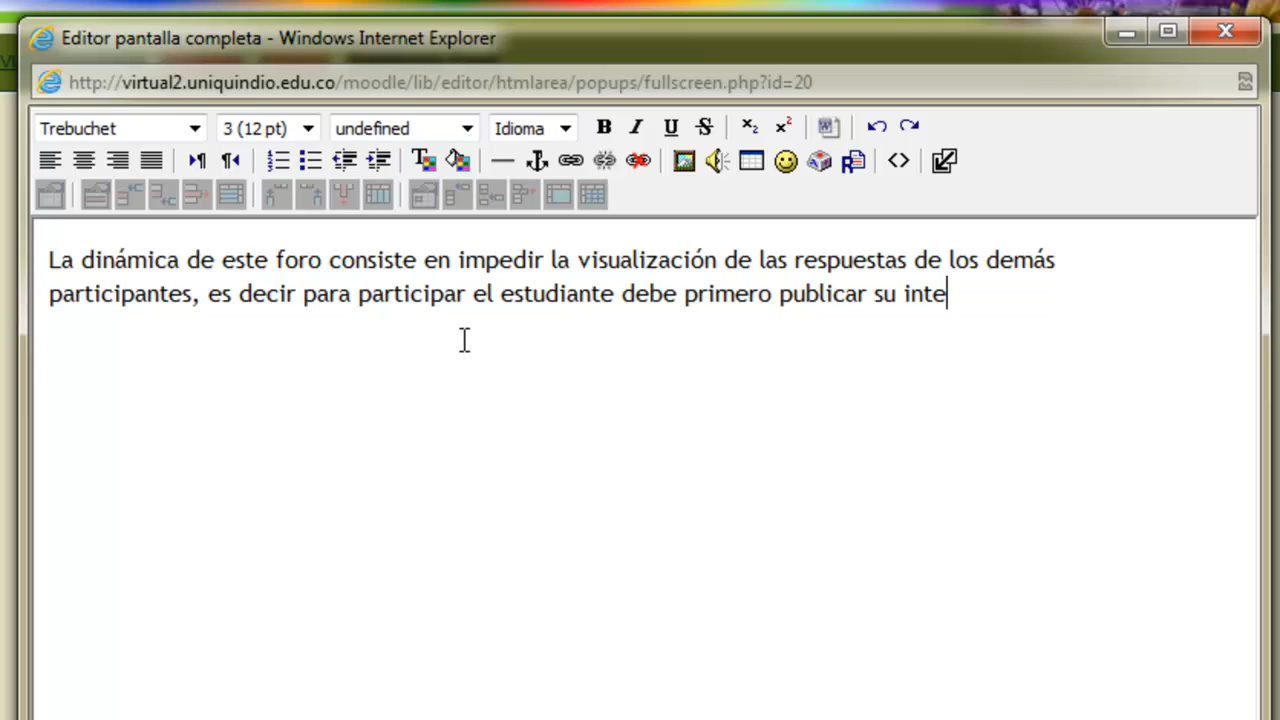 Editor pantalla completa - Windows Internet Explorer
http://virtual2.uniquindio.edu.co/moodle/lib/editor/htmlarea/popups/fullscreen.php?id=20
Trebuchet 3 (12 pt) undefined Idioma B I U S x₂ x²
La dinámica de este foro consiste en impedir la visualización de las respuestas de los demás
participantes, es decir para participar el estudiante debe primero publicar su inte